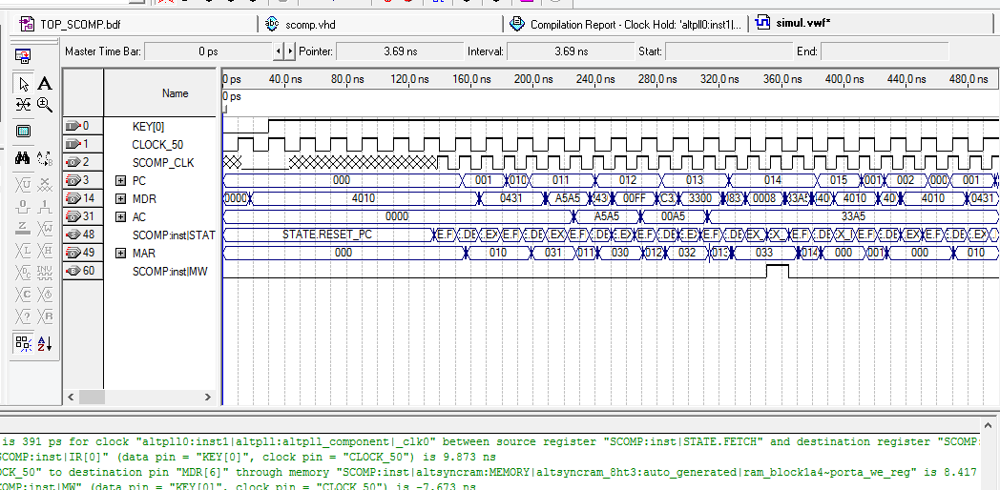 TOP_SCOMP.bdf scomp.vhd Compilation Report - Clock Hold: 'altpll0:inst1|... simul.vwf*
Master Time Bar: 0 ps Pointer: 3.69 ns Interval: 3.69 ns Start: End:
Name
0 ps 40.0 ns 80.0 ns 120.0 ns 160.0 ns 200.0 ns 240.0 ns 280.0 ns 320.0 ns 360.0 ns 400.0 ns 440.0 ns 480.0 ns
0 ps
0 KEY[0]
1 CLOCK_50
2 SCOMP_CLK
3 PC 000 001 010 011 012 013 014 015 001 002 000 001
14 MDR 0000 4010 0431 A5A5 43 00FF C3 3300 83 0008 33A5 40 4010 40 4010 0431
31 AC 0000 A5A5 00A5 33A5
48 SCOMP:inst|STAT STATE.RESET_PC E.F .DE .EX E.F .DE .EX E.F .DE .EX E.F .DE .EX E.F .DE EX_ X_ E.F .DE X_I E.F .DE .EX E.F .DE .EX
49 MAR 000 010 031 011 030 012 032 013 033 014 000 001 000 010
60 SCOMP:inst|MW
is 391 ps for clock "altpll0:inst1|altpll:altpll_component|_clk0" between source register "SCOMP:inst|STATE.FETCH" and destination register "SCOMP:
SCOMP:inst|IR[0]" (data pin = "KEY[0]", clock pin = "CLOCK_50") is 9.873 ns
OCK_50" to destination pin "MDR[6]" through memory "SCOMP:inst|altsyncram:MEMORY|altsyncram_8ht3:auto_generated|ram_block1a4~porta_we_reg" is 8.417
COMP:inst|MW" (data pin = "KEY[0]", clock pin = "CLOCK_50") is -7.673 ns